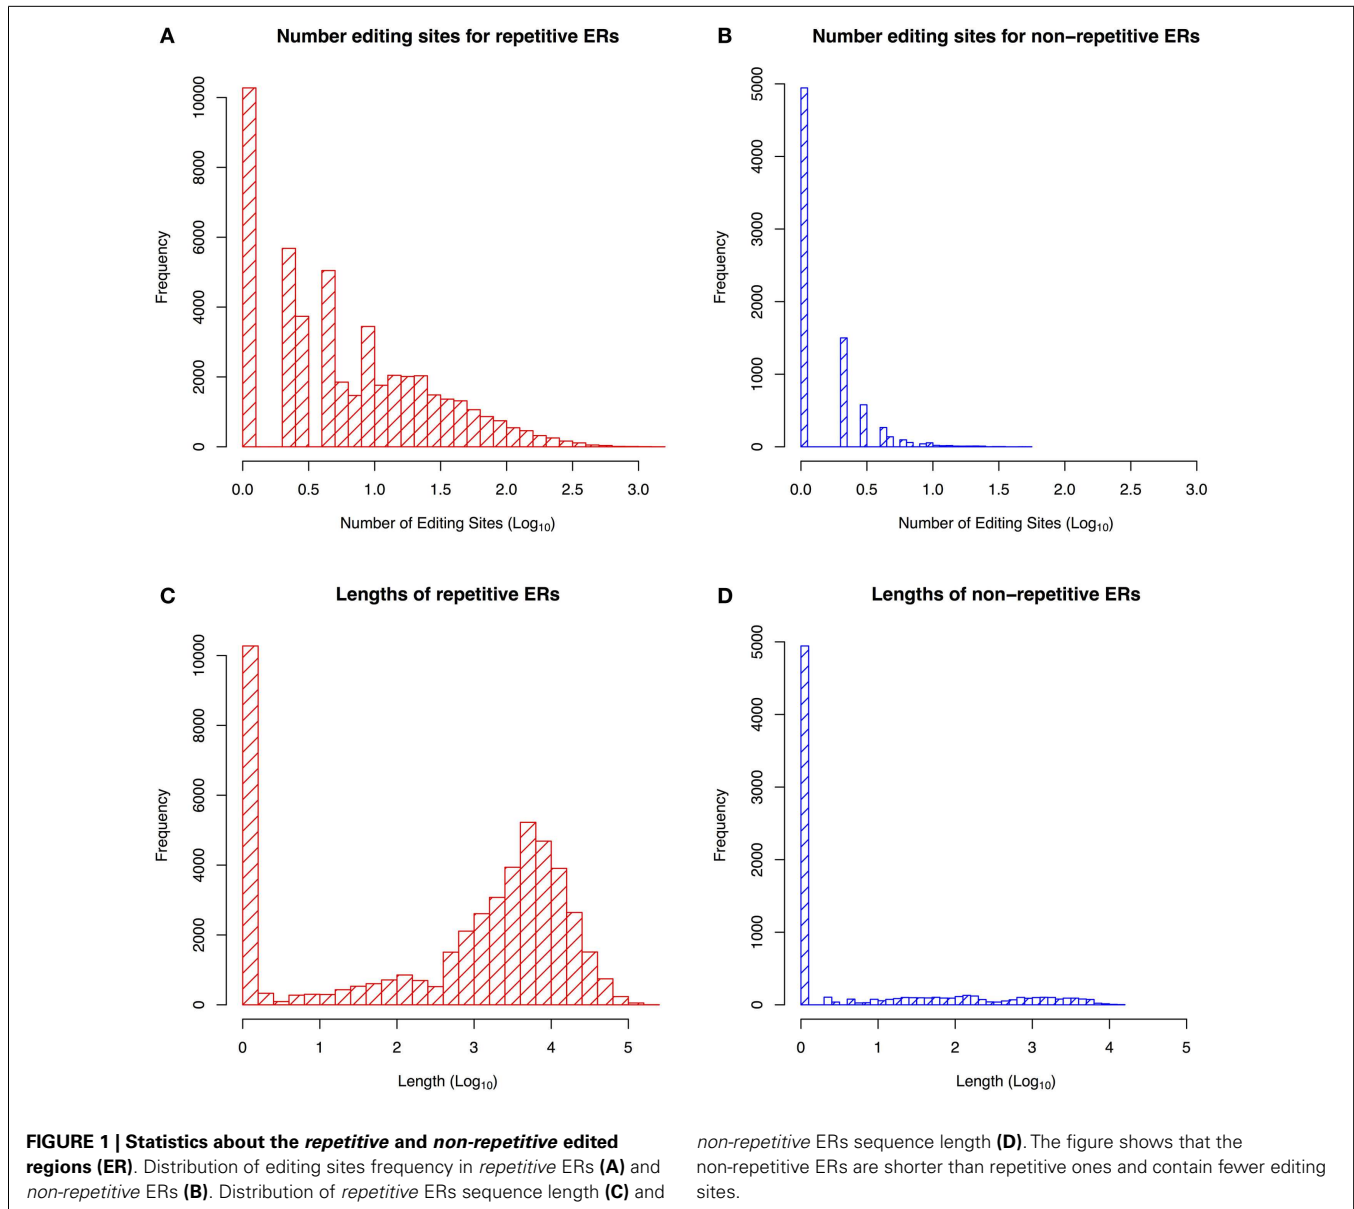 A
Number editing sites for repetitive ERs
Frequency
0
2000
4000
6000
8000
10000
0.0 0.5 1.0 1.5 2.0 2.5 3.0
Number of Editing Sites (Log10)
B
Number editing sites for non−repetitive ERs
Frequency
0
1000
2000
3000
4000
5000
0.0 0.5 1.0 1.5 2.0 2.5 3.0
Number of Editing Sites (Log10)
C
Lengths of repetitive ERs
Frequency
0
2000
4000
6000
8000
10000
0 1 2 3 4 5
Length (Log10)
D
Lengths of non−repetitive ERs
Frequency
0
1000
2000
3000
4000
5000
0 1 2 3 4 5
Length (Log10)
FIGURE 1 | Statistics about the repetitive and non-repetitive edited
regions (ER). Distribution of editing sites frequency in repetitive ERs (A) and
non-repetitive ERs (B). Distribution of repetitive ERs sequence length (C) and
non-repetitive ERs sequence length (D). The figure shows that the
non-repetitive ERs are shorter than repetitive ones and contain fewer editing
sites.